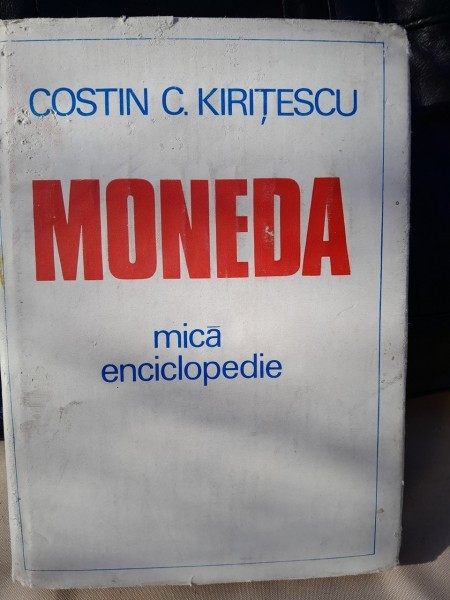 COSTIN C. KIRIȚESCU
MONEDA
mică
enciclopedie